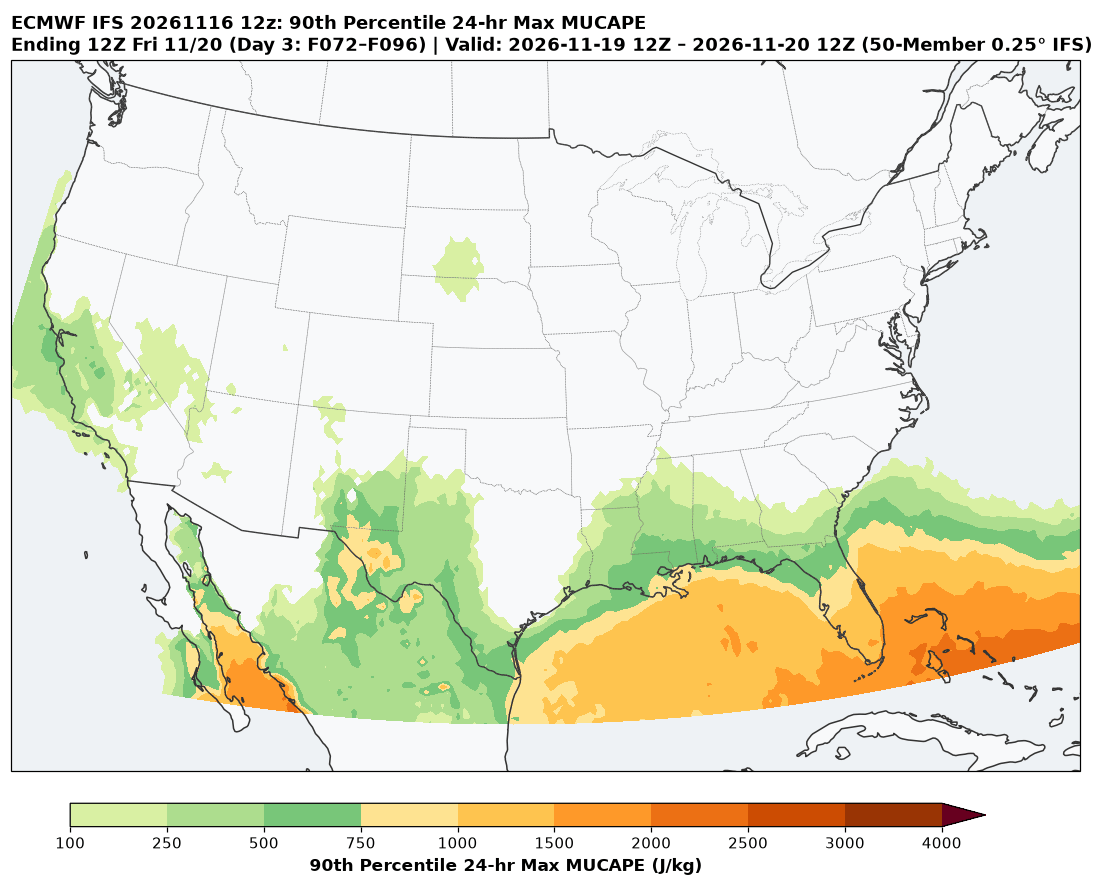 ECMWF IFS 20261116 12z: 90th Percentile 24-hr Max MUCAPE
Ending 12Z Fri 11/20 (Day 3: F072–F096) | Valid: 2026-11-19 12Z – 2026-11-20 12Z (50-Member 0.25° IFS)
100 250 500 750 1000 1500 2000 2500 3000 4000
90th Percentile 24-hr Max MUCAPE (J/kg)